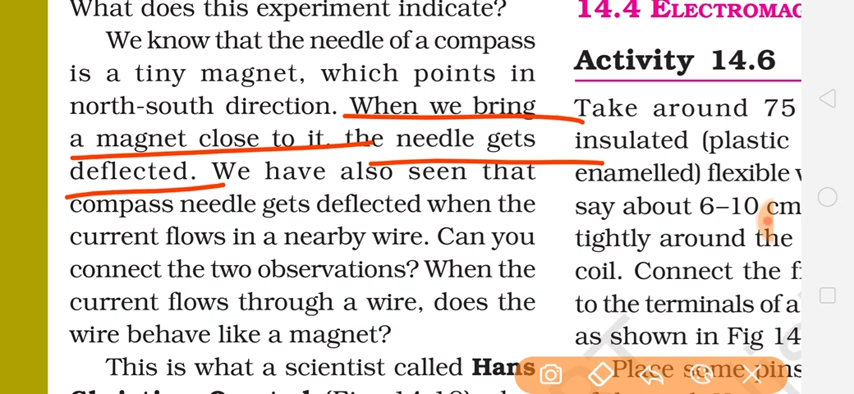 What does this experiment indicate?
We know that the needle of a compass
is a tiny magnet, which points in
north-south direction. When we bring
a magnet close to it, the needle gets
deflected. We have also seen that
compass needle gets deflected when the
current flows in a nearby wire. Can you
connect the two observations? When the
current flows through a wire, does the
wire behave like a magnet?
This is what a scientist called Hans
14.4 ELECTROMAG
Activity 14.6
Take around 75
insulated (plastic
enamelled) flexible
say about 6–10 cm
tightly around the
coil. Connect the
to the terminals of a
as shown in Fig 14
Place some pins